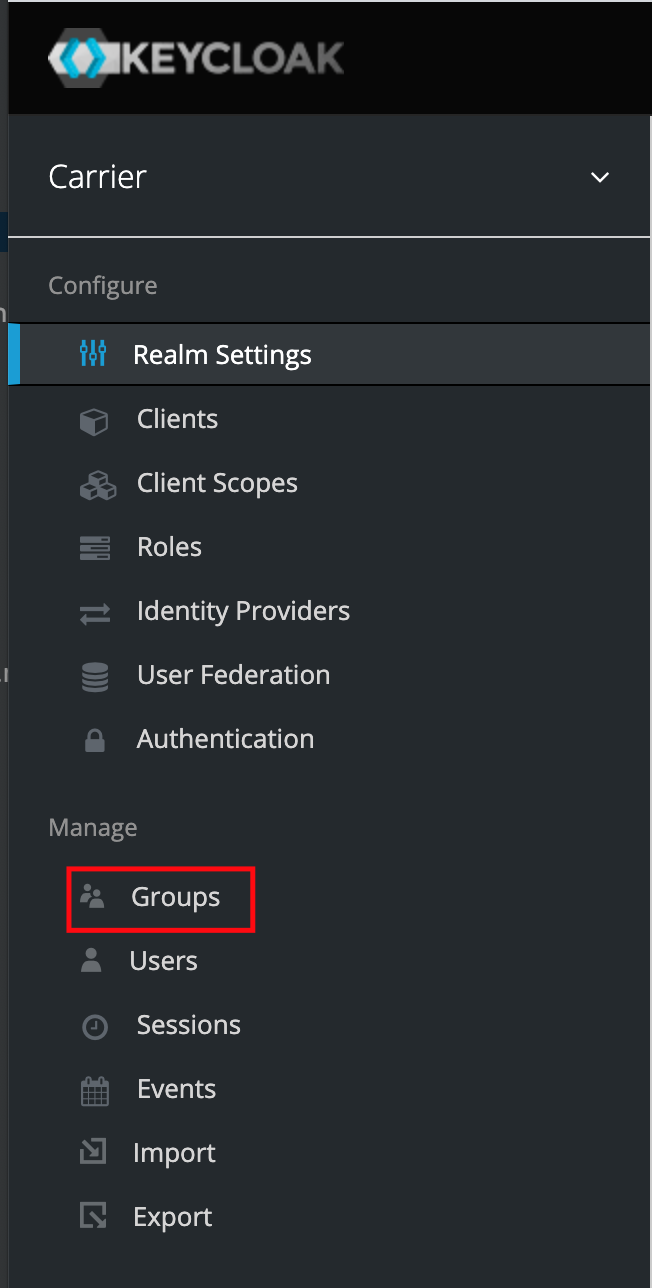 KEYCLOAK
Carrier
Configure
Realm Settings
Clients
Client Scopes
Roles
Identity Providers
User Federation
Authentication
Manage
Groups
Users
Sessions
Events
Import
Export